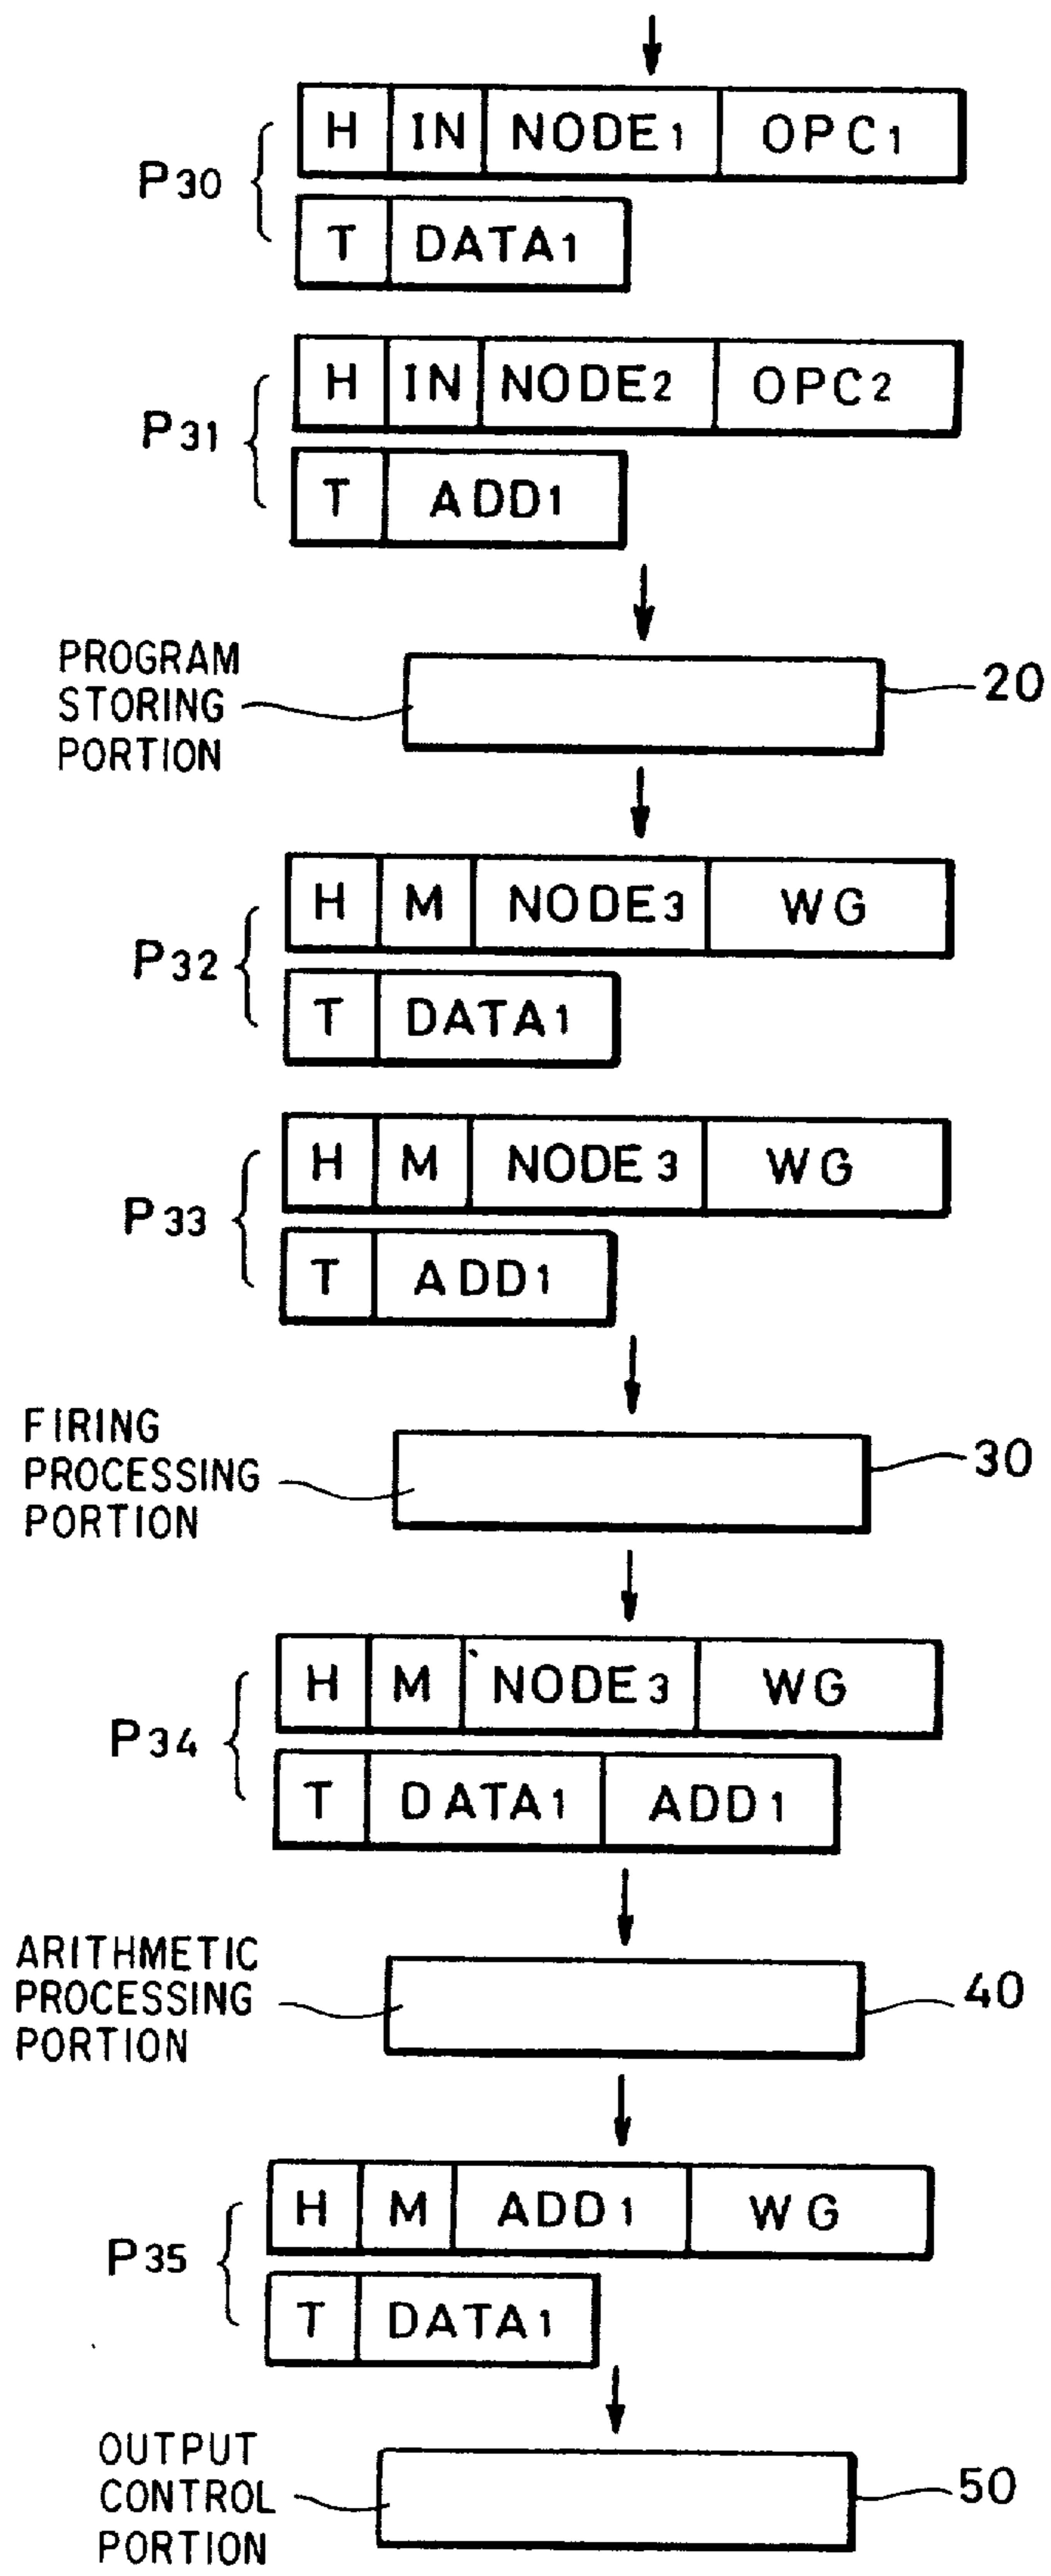 H IN NODE1 OPC1
P30
T DATA1
H IN NODE2 OPC2
P31
T ADD1
PROGRAM
STORING
PORTION
20
H M NODE3 WG
P32
T DATA1
H M NODE3 WG
P33
T ADD1
FIRING
PROCESSING
PORTION
30
H M NODE3 WG
P34
T DATA1 ADD1
ARITHMETIC
PROCESSING
PORTION
40
H M ADD1 WG
P35
T DATA1
OUTPUT
CONTROL
PORTION
50